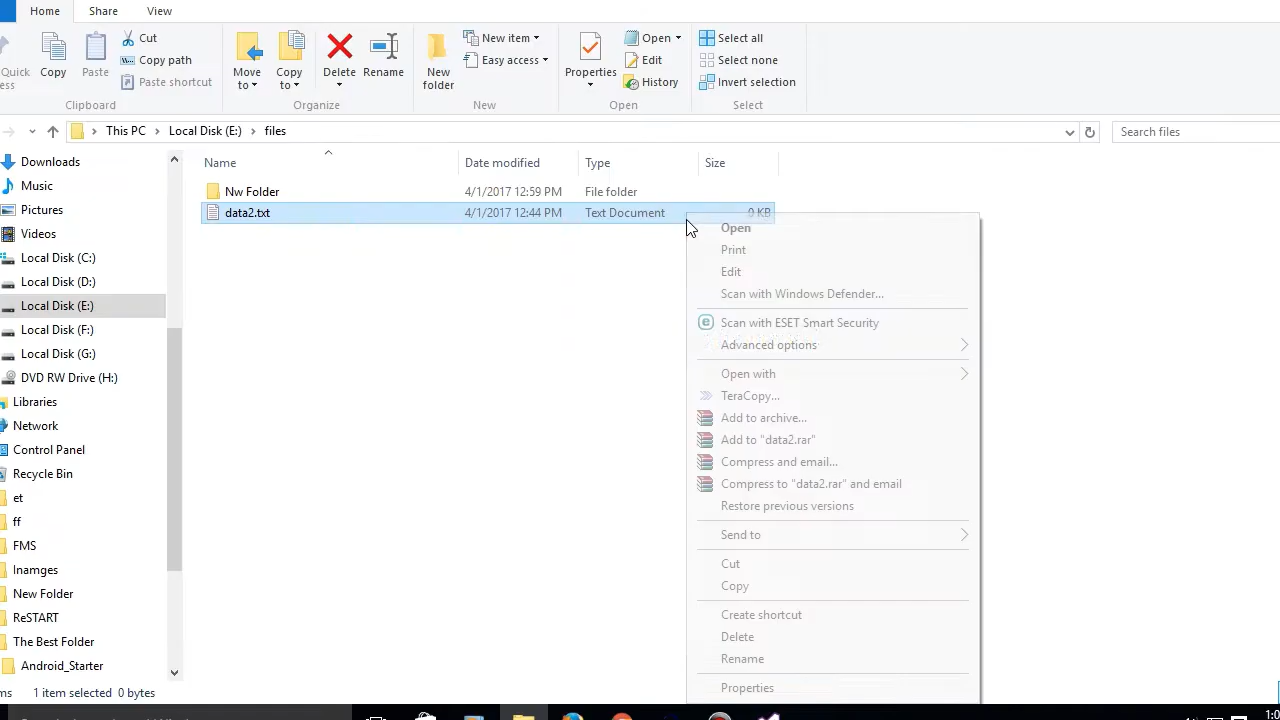 Home Share View
Quick
ess
Copy
Paste
Cut
Copy path
Paste shortcut
Clipboard
Move
to
Copy
to
Delete
Rename
Organize
New
folder
New item
Easy access
New
Properties
Open
Edit
History
Open
Select all
Select none
Invert selection
Select
This PC Local Disk (E:) files
Search files
Downloads
Music
Pictures
Videos
Local Disk (C:)
Local Disk (D:)
Local Disk (E:)
Local Disk (F:)
Local Disk (G:)
DVD RW Drive (H:)
Libraries
Network
Control Panel
Recycle Bin
et
ff
FMS
Inamges
New Folder
ReSTART
The Best Folder
Android_Starter
Name Date modified Type Size
Nw Folder 4/1/2017 12:59 PM File folder
data2.txt 4/1/2017 12:44 PM Text Document 0 KB
Open
Print
Edit
Scan with Windows Defender...
Scan with ESET Smart Security
Advanced options
Open with
TeraCopy...
Add to archive...
Add to "data2.rar"
Compress and email...
Compress to "data2.rar" and email
Restore previous versions
Send to
Cut
Copy
Create shortcut
Delete
Rename
Properties
ms 1 item selected 0 bytes